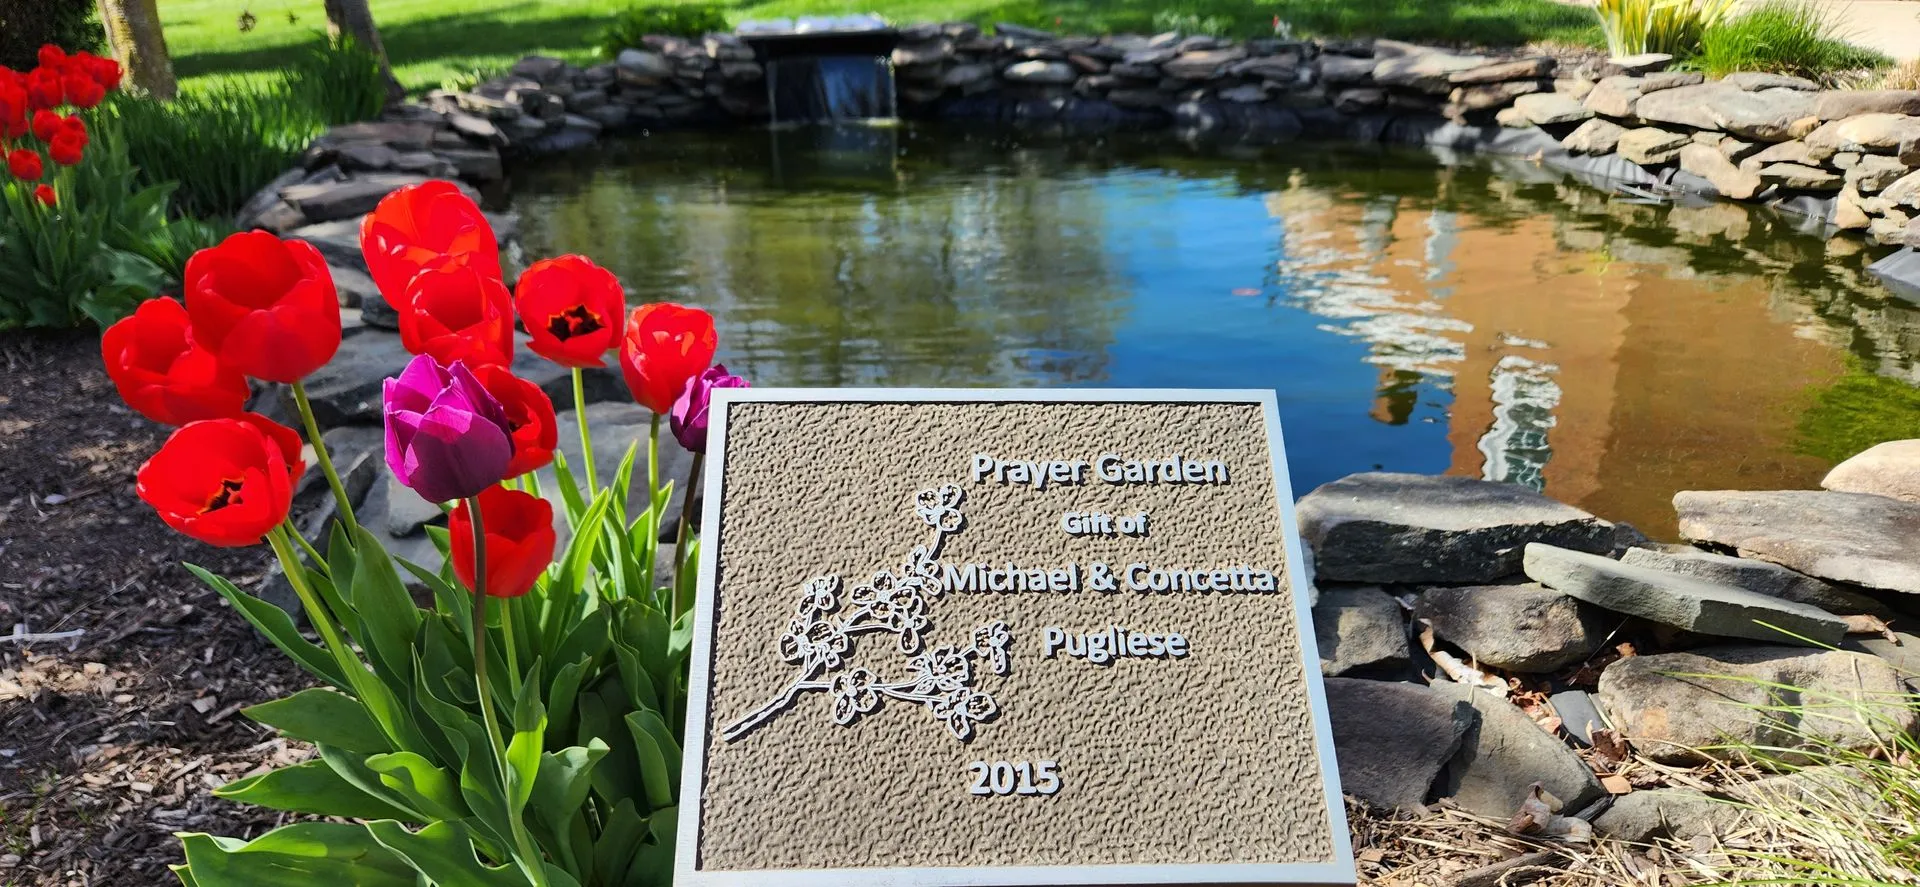 Prayer Garden
Gift of
Michael & Concetta
Pugliese
2015